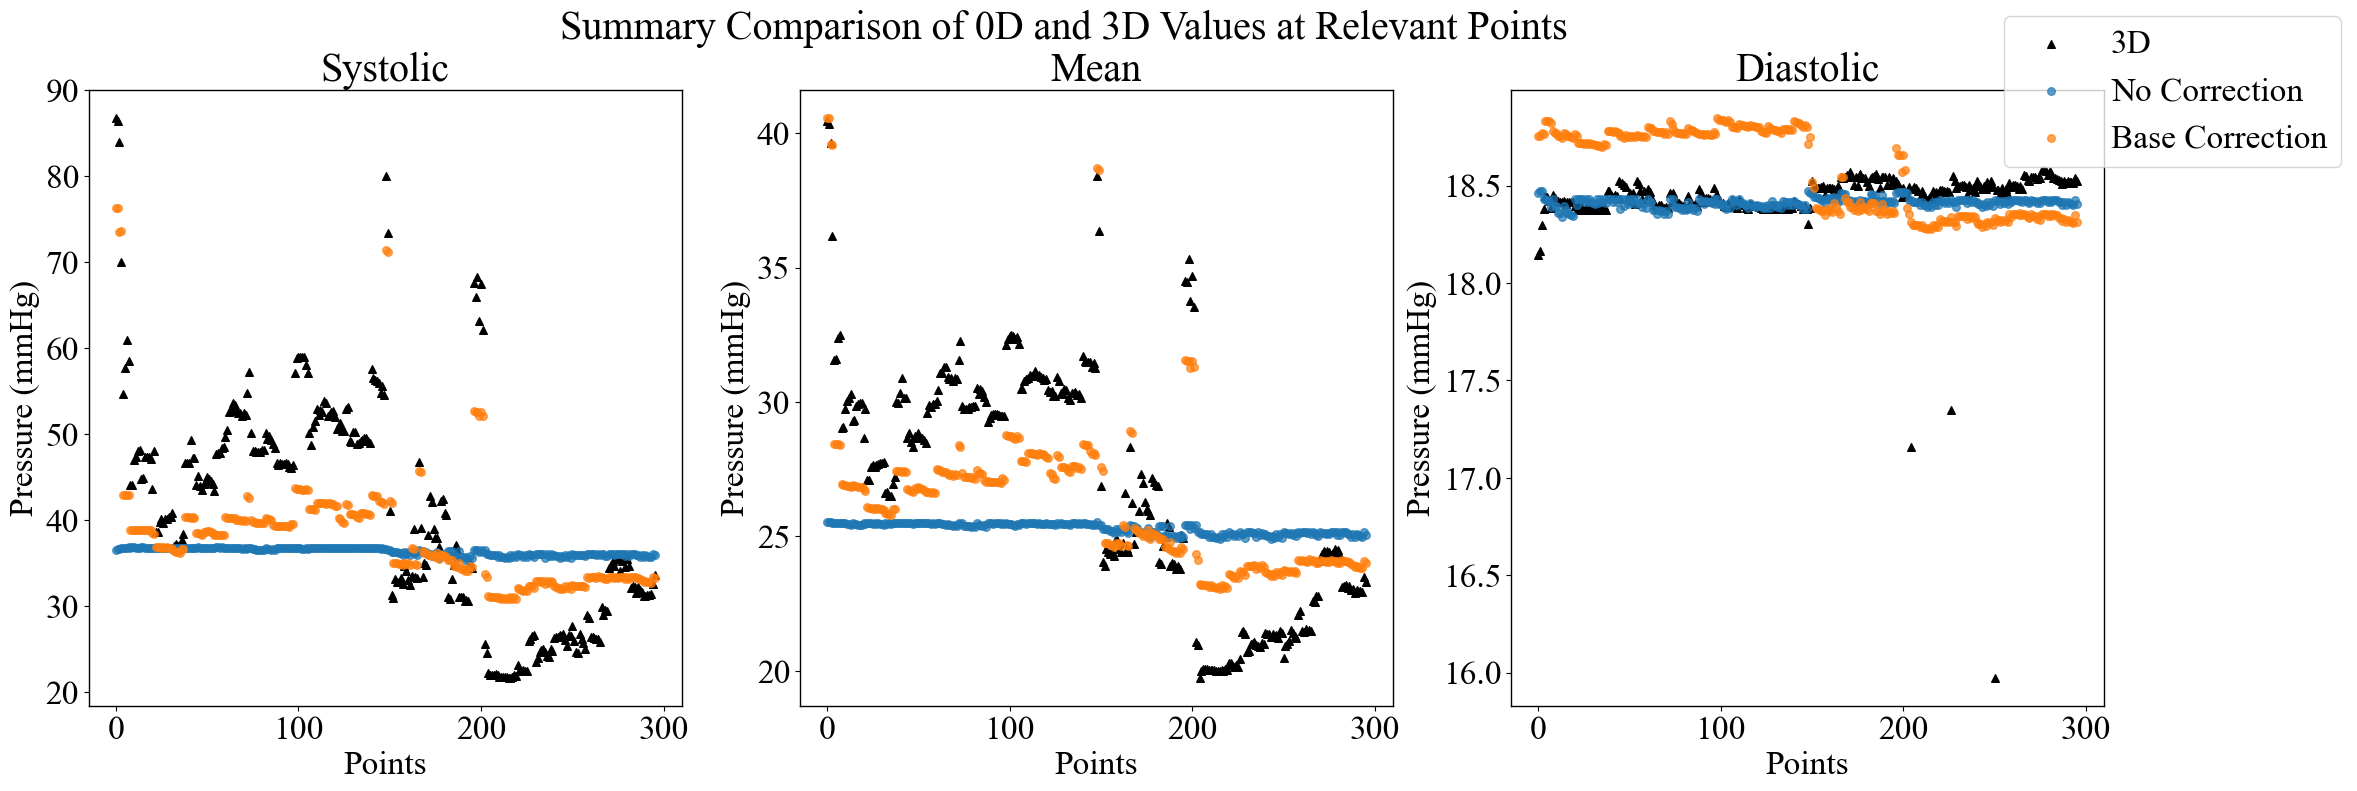 Summary Comparison of 0D and 3D Values at Relevant Points
3D
No Correction
Base Correction
Systolic
Pressure (mmHg)
90
80
70
60
50
40
30
20
0 100 200 300
Points
Mean
Pressure (mmHg)
40
35
30
25
20
0 100 200 300
Points
Diastolic
Pressure (mmHg)
18.5
18.0
17.5
17.0
16.5
16.0
0 100 200 300
Points